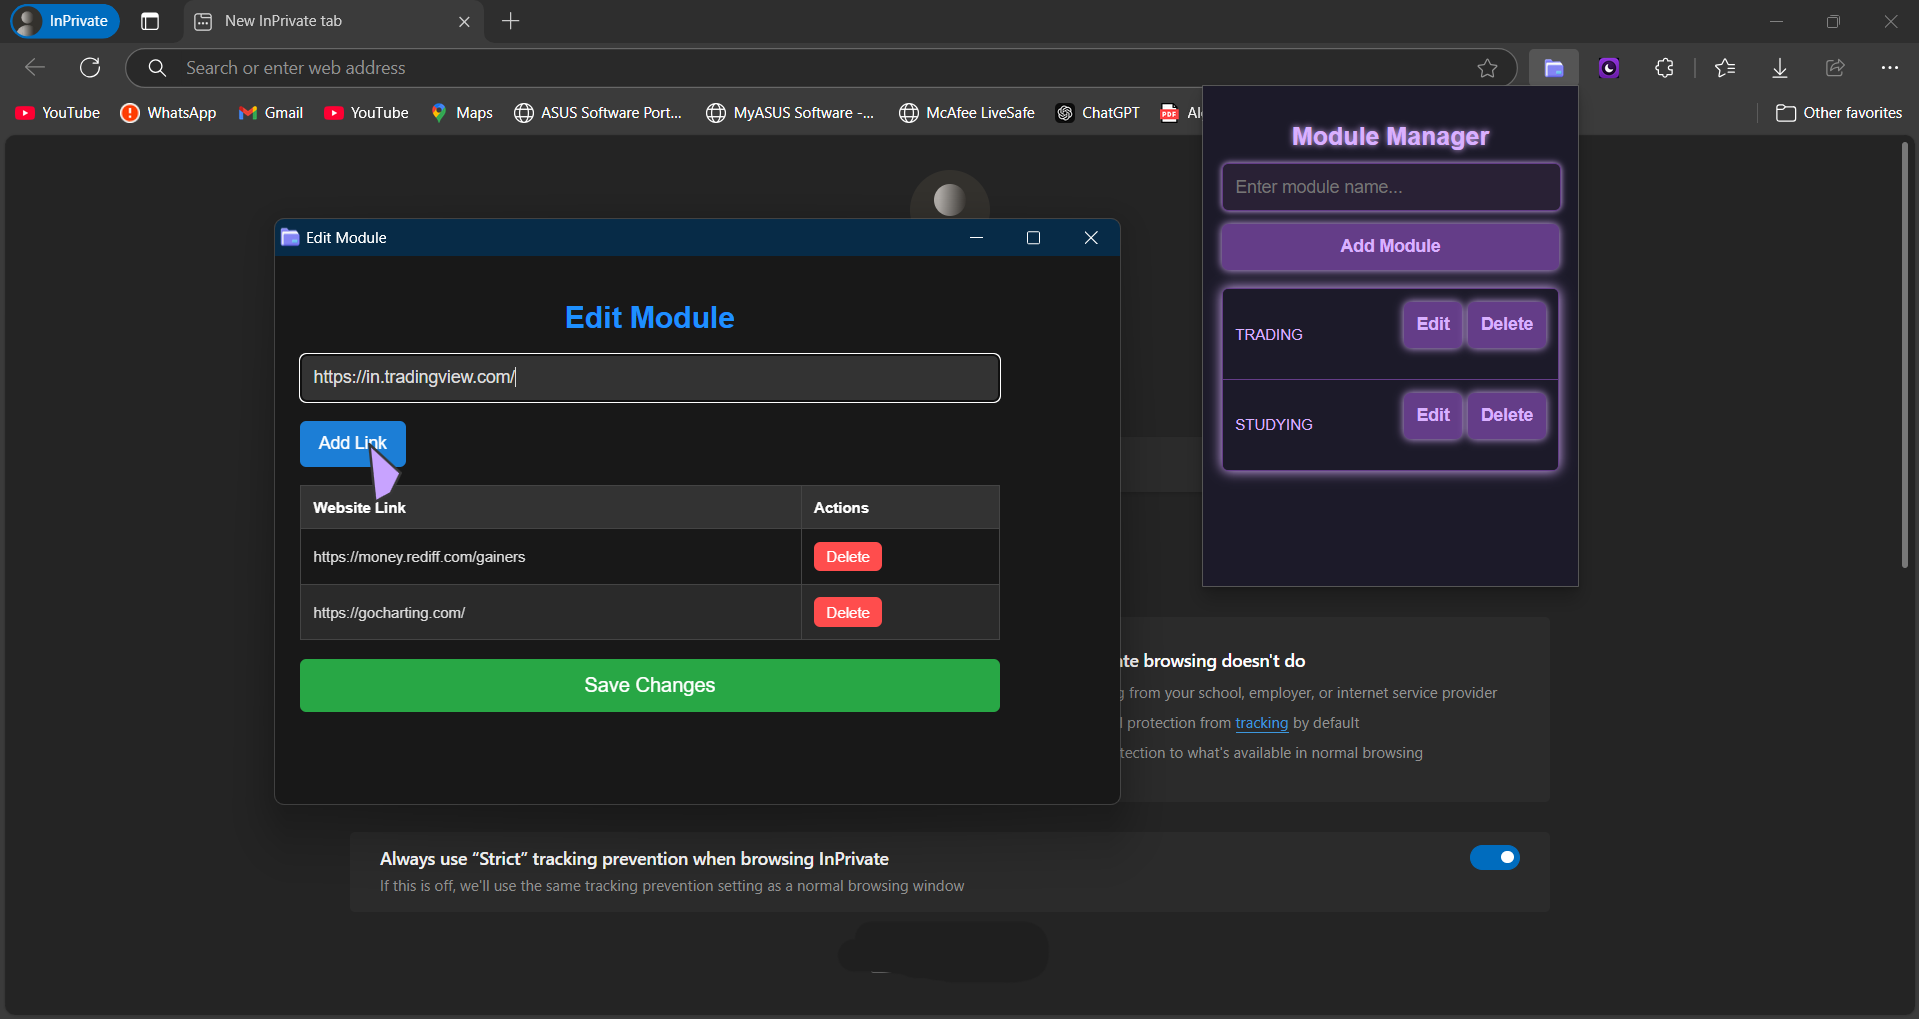 InPrivate
New InPrivate tab
Search or enter web address
YouTube
WhatsApp
Gmail
YouTube
Maps
ASUS Software Port...
MyASUS Software -...
McAfee LiveSafe
ChatGPT
PDF
Other favorites
Module Manager
Enter module name...
Add Module
TRADING
Edit
Delete
STUDYING
Edit
Delete
Edit Module
Edit Module
https://in.tradingview.com/
Add Link
Website Link
Actions
https://money.rediff.com/gainers
Delete
https://gocharting.com/
Delete
Save Changes
browsing doesn't do
from your school, employer, or internet service provider
protection from tracking by default
to what's available in normal browsing
Always use “Strict” tracking prevention when browsing InPrivate
If this is off, we'll use the same tracking prevention setting as a normal browsing window